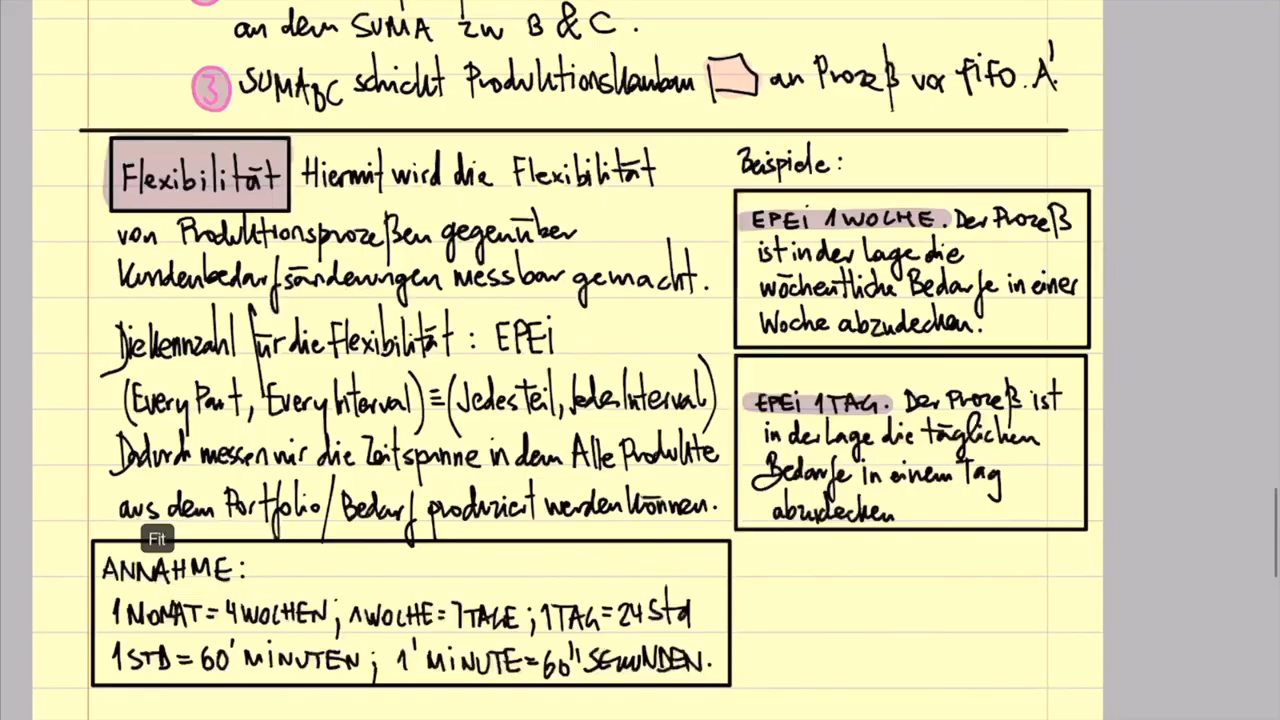 an dem SUMA zw B & C.
3 SUMABC schickt Produktionskanban an Prozeß vor fifo. A'
Flexibilität Hiermit wird die Flexibilität
von Produktionsprozeßen gegenüber
Kundenbedarfsänderungen messbar gemacht.
Die Kennzahl für die Flexibilität: EPEi
(Every Part, Every Interval) = (Jedes Teil, Jedes Interval)
Dadurch messen wir die Zeitspanne in dem Alle Produkte
aus dem Portfolio/Bedarf produziert werden können.
Fit
ANNAHME:
1 MONAT = 4 WOCHEN; 1 WOCHE = 7 TAGE; 1 TAG = 24 Std
1 STD = 60' MINUTEN; 1' MINUTE = 60'' SEKUNDEN.
Beispiele:
EPEi 1 WOCHE. Der Prozeß
ist in der Lage die
wöchentliche Bedarfe in einer
Woche abzudecken.
EPEi 1 TAG. Der Prozeß ist
in der Lage die täglichen
Bedarfe in einem Tag
abzudecken